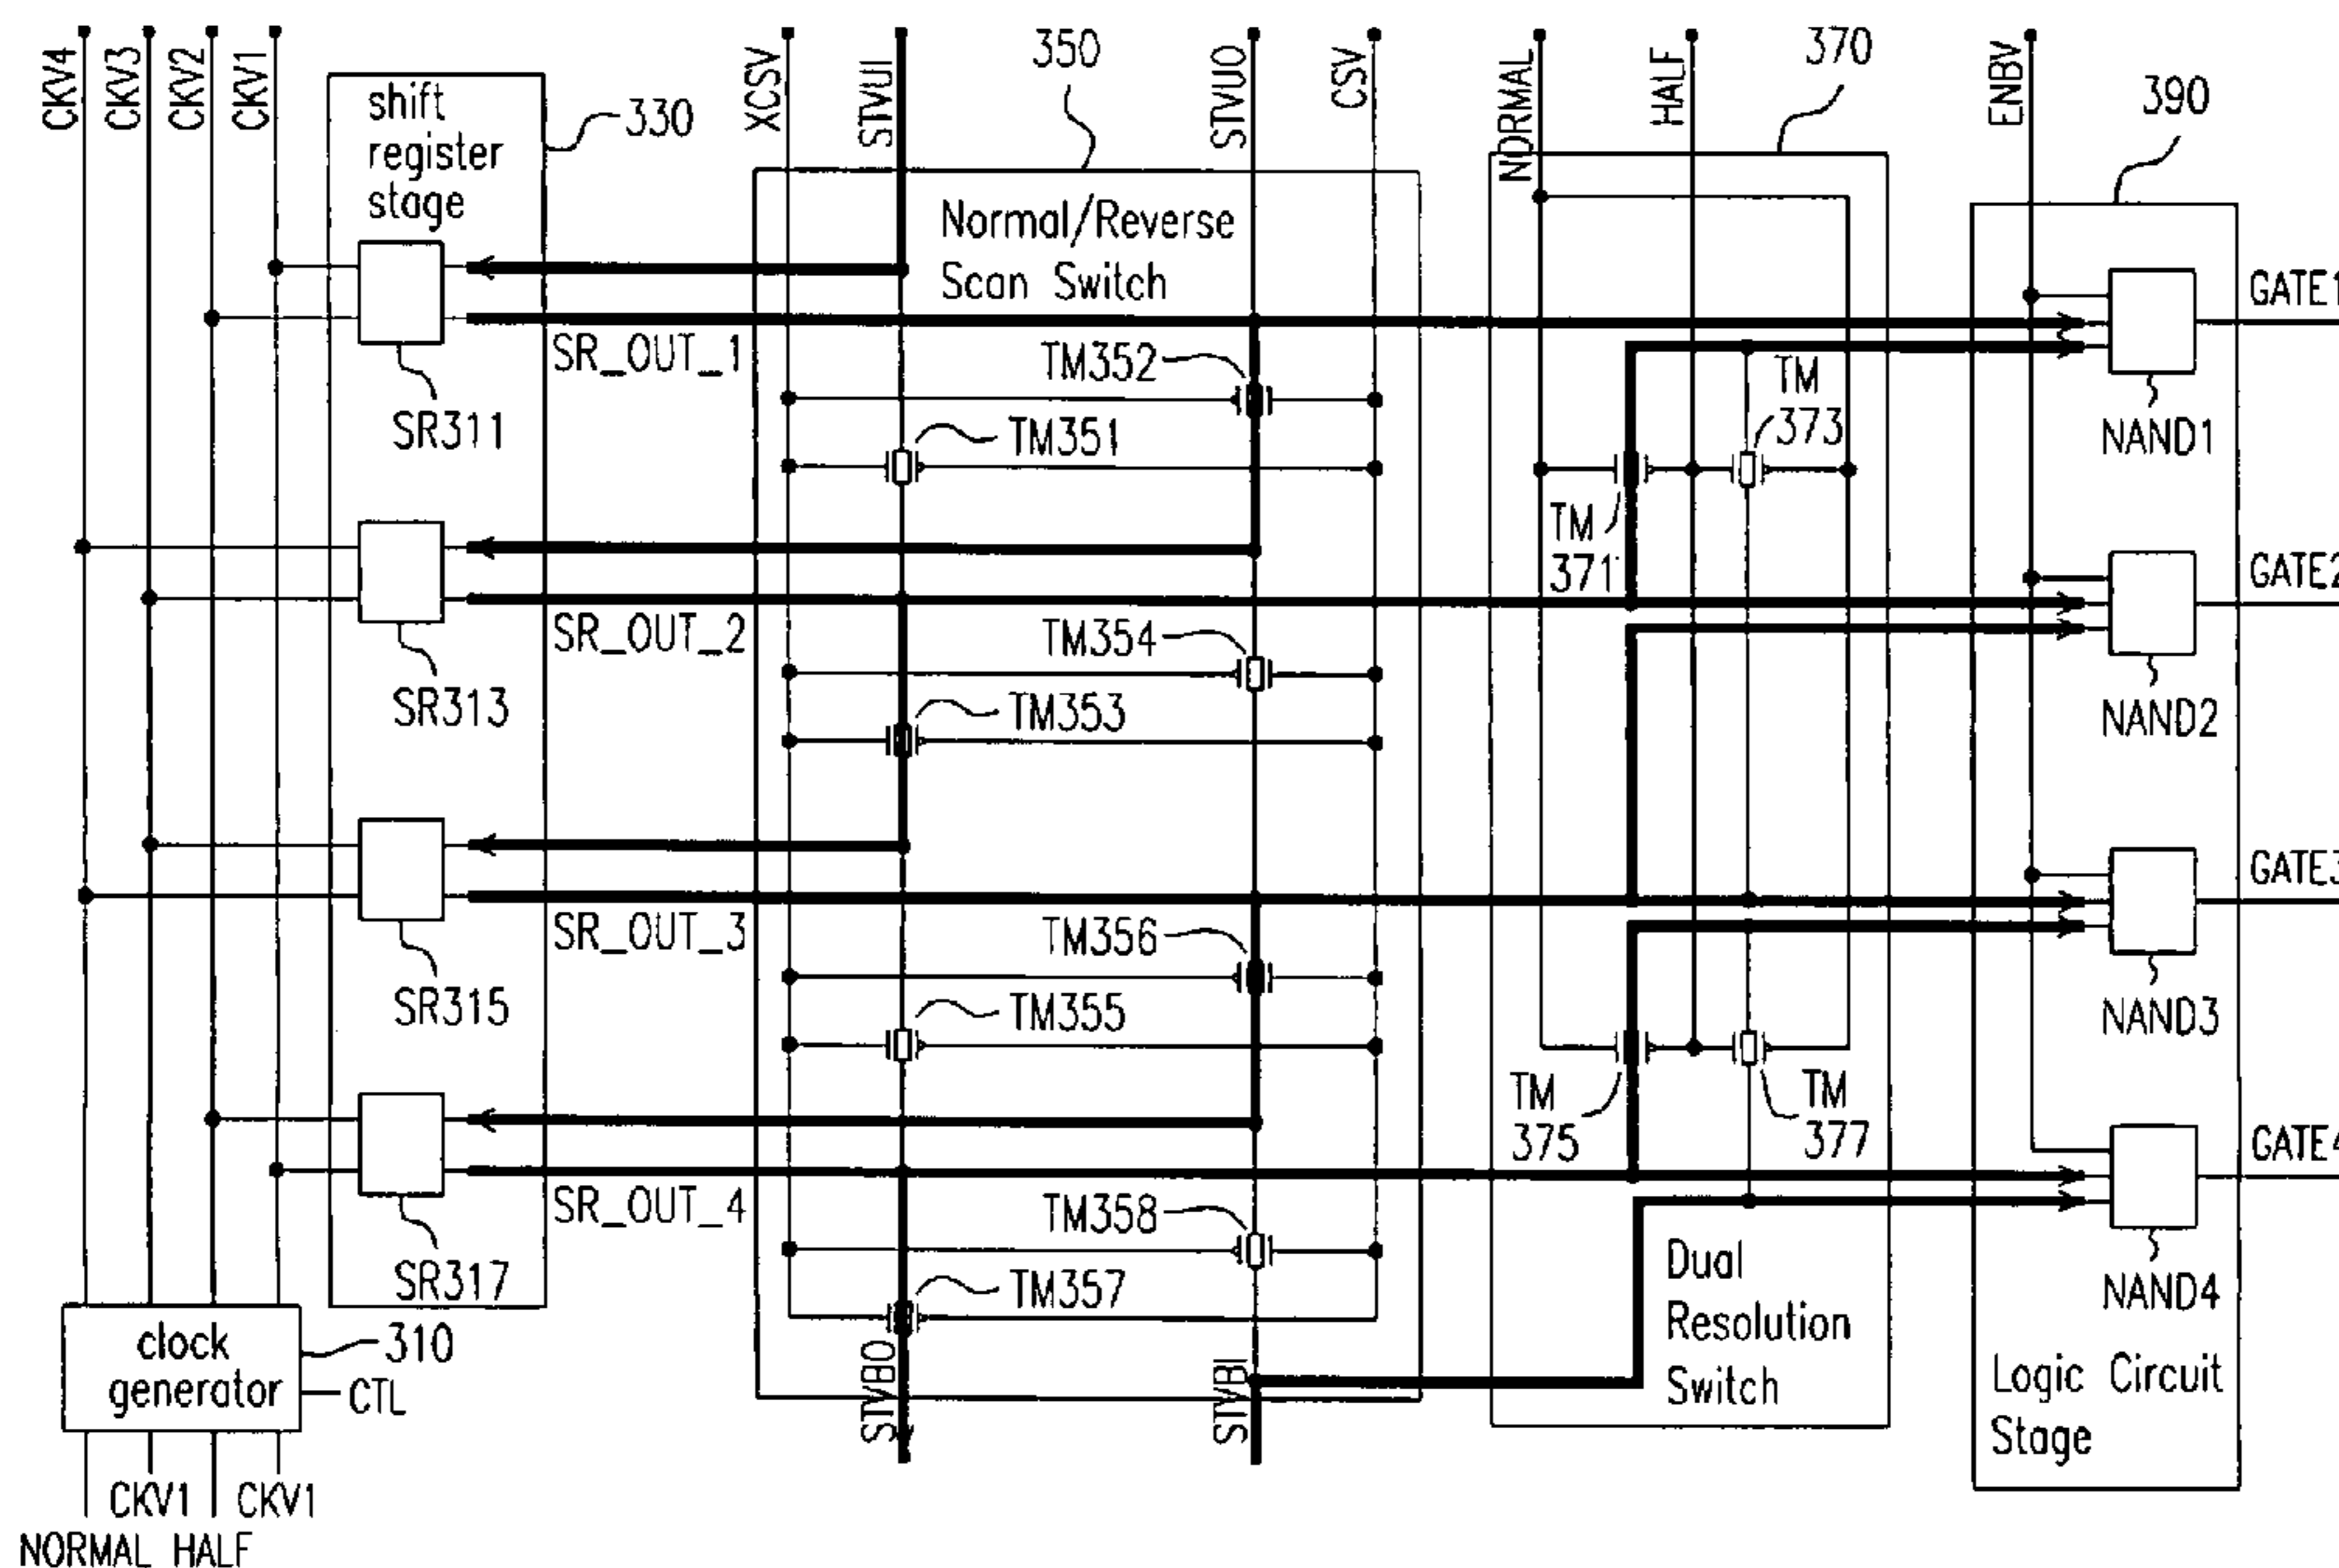 CKV4
CKV3
CKV2
CKV1
XCSV
STVUI
STVUO
CSV
NORMAL
HALF
ENBV
350
370
390
shift
register
stage
330
Normal/Reverse
Scan Switch
GATE1
SR_OUT_1
TM352
TM
373
SR311
TM351
NAND1
TM
371
GATE2
SR_OUT_2
TM354
SR313
TM353
NAND2
GATE3
SR_OUT_3
TM356
SR315
TM355
NAND3
TM
375
TM
377
GATE4
SR_OUT_4
TM358
SR317
TM357
NAND4
Dual
Resolution
Switch
clock
generator
310
CTL
STVBO
STVBI
Logic Circuit
Stage
CKV1 CKV1
NORMAL HALF